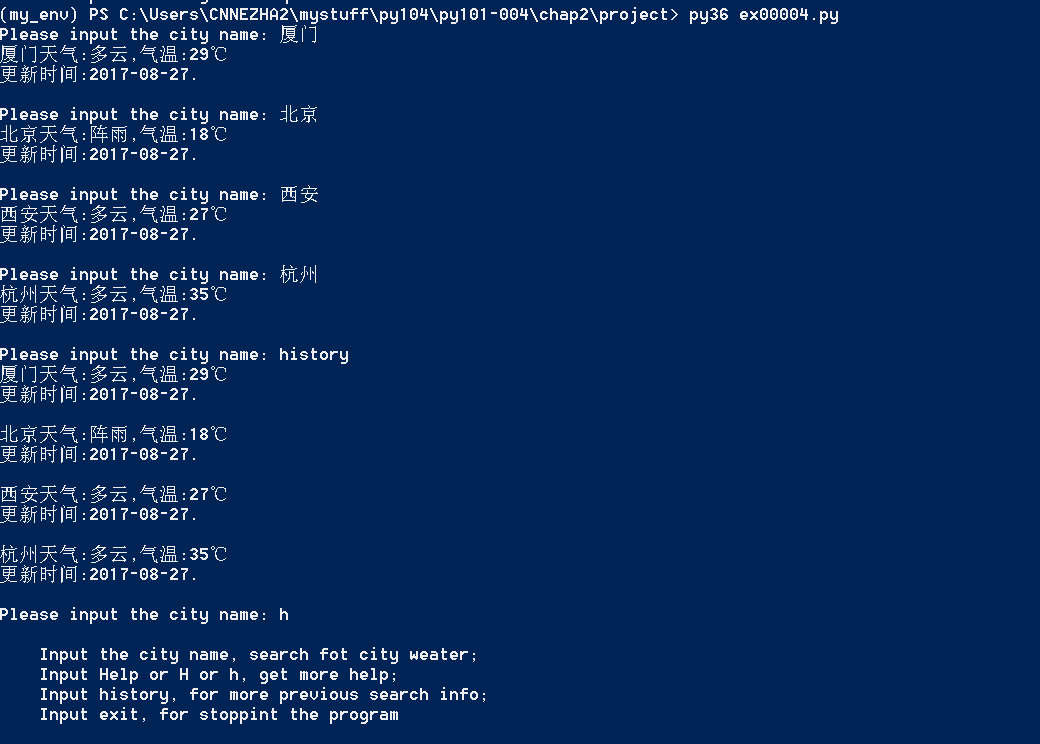 (my_env) PS C:\Users\CNNEZHA2\mystuff\py104\py101-004\chap2\project> py36 ex00004.py
Please input the city name: 厦门
厦门天气:多云,气温:29℃
更新时间:2017-08-27.
Please input the city name: 北京
北京天气:阵雨,气温:18℃
更新时间:2017-08-27.
Please input the city name: 西安
西安天气:多云,气温:27℃
更新时间:2017-08-27.
Please input the city name: 杭州
杭州天气:多云,气温:35℃
更新时间:2017-08-27.
Please input the city name: history
厦门天气:多云,气温:29℃
更新时间:2017-08-27.
北京天气:阵雨,气温:18℃
更新时间:2017-08-27.
西安天气:多云,气温:27℃
更新时间:2017-08-27.
杭州天气:多云,气温:35℃
更新时间:2017-08-27.
Please input the city name: h
Input the city name, search fot city weater;
Input Help or H or h, get more help;
Input history, for more previous search info;
Input exit, for stoppint the program